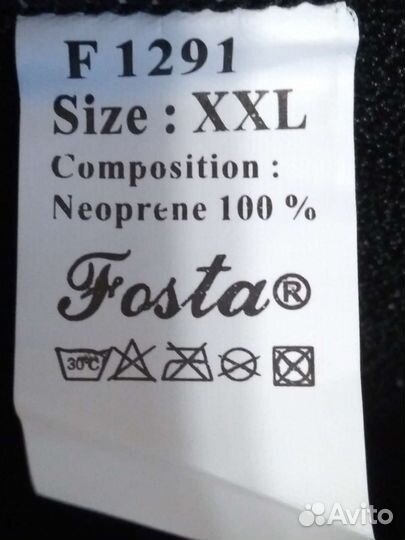 F 1291
Size : XXL
Composition :
Neoprene 100 %
Fosta®
30°C
Avito